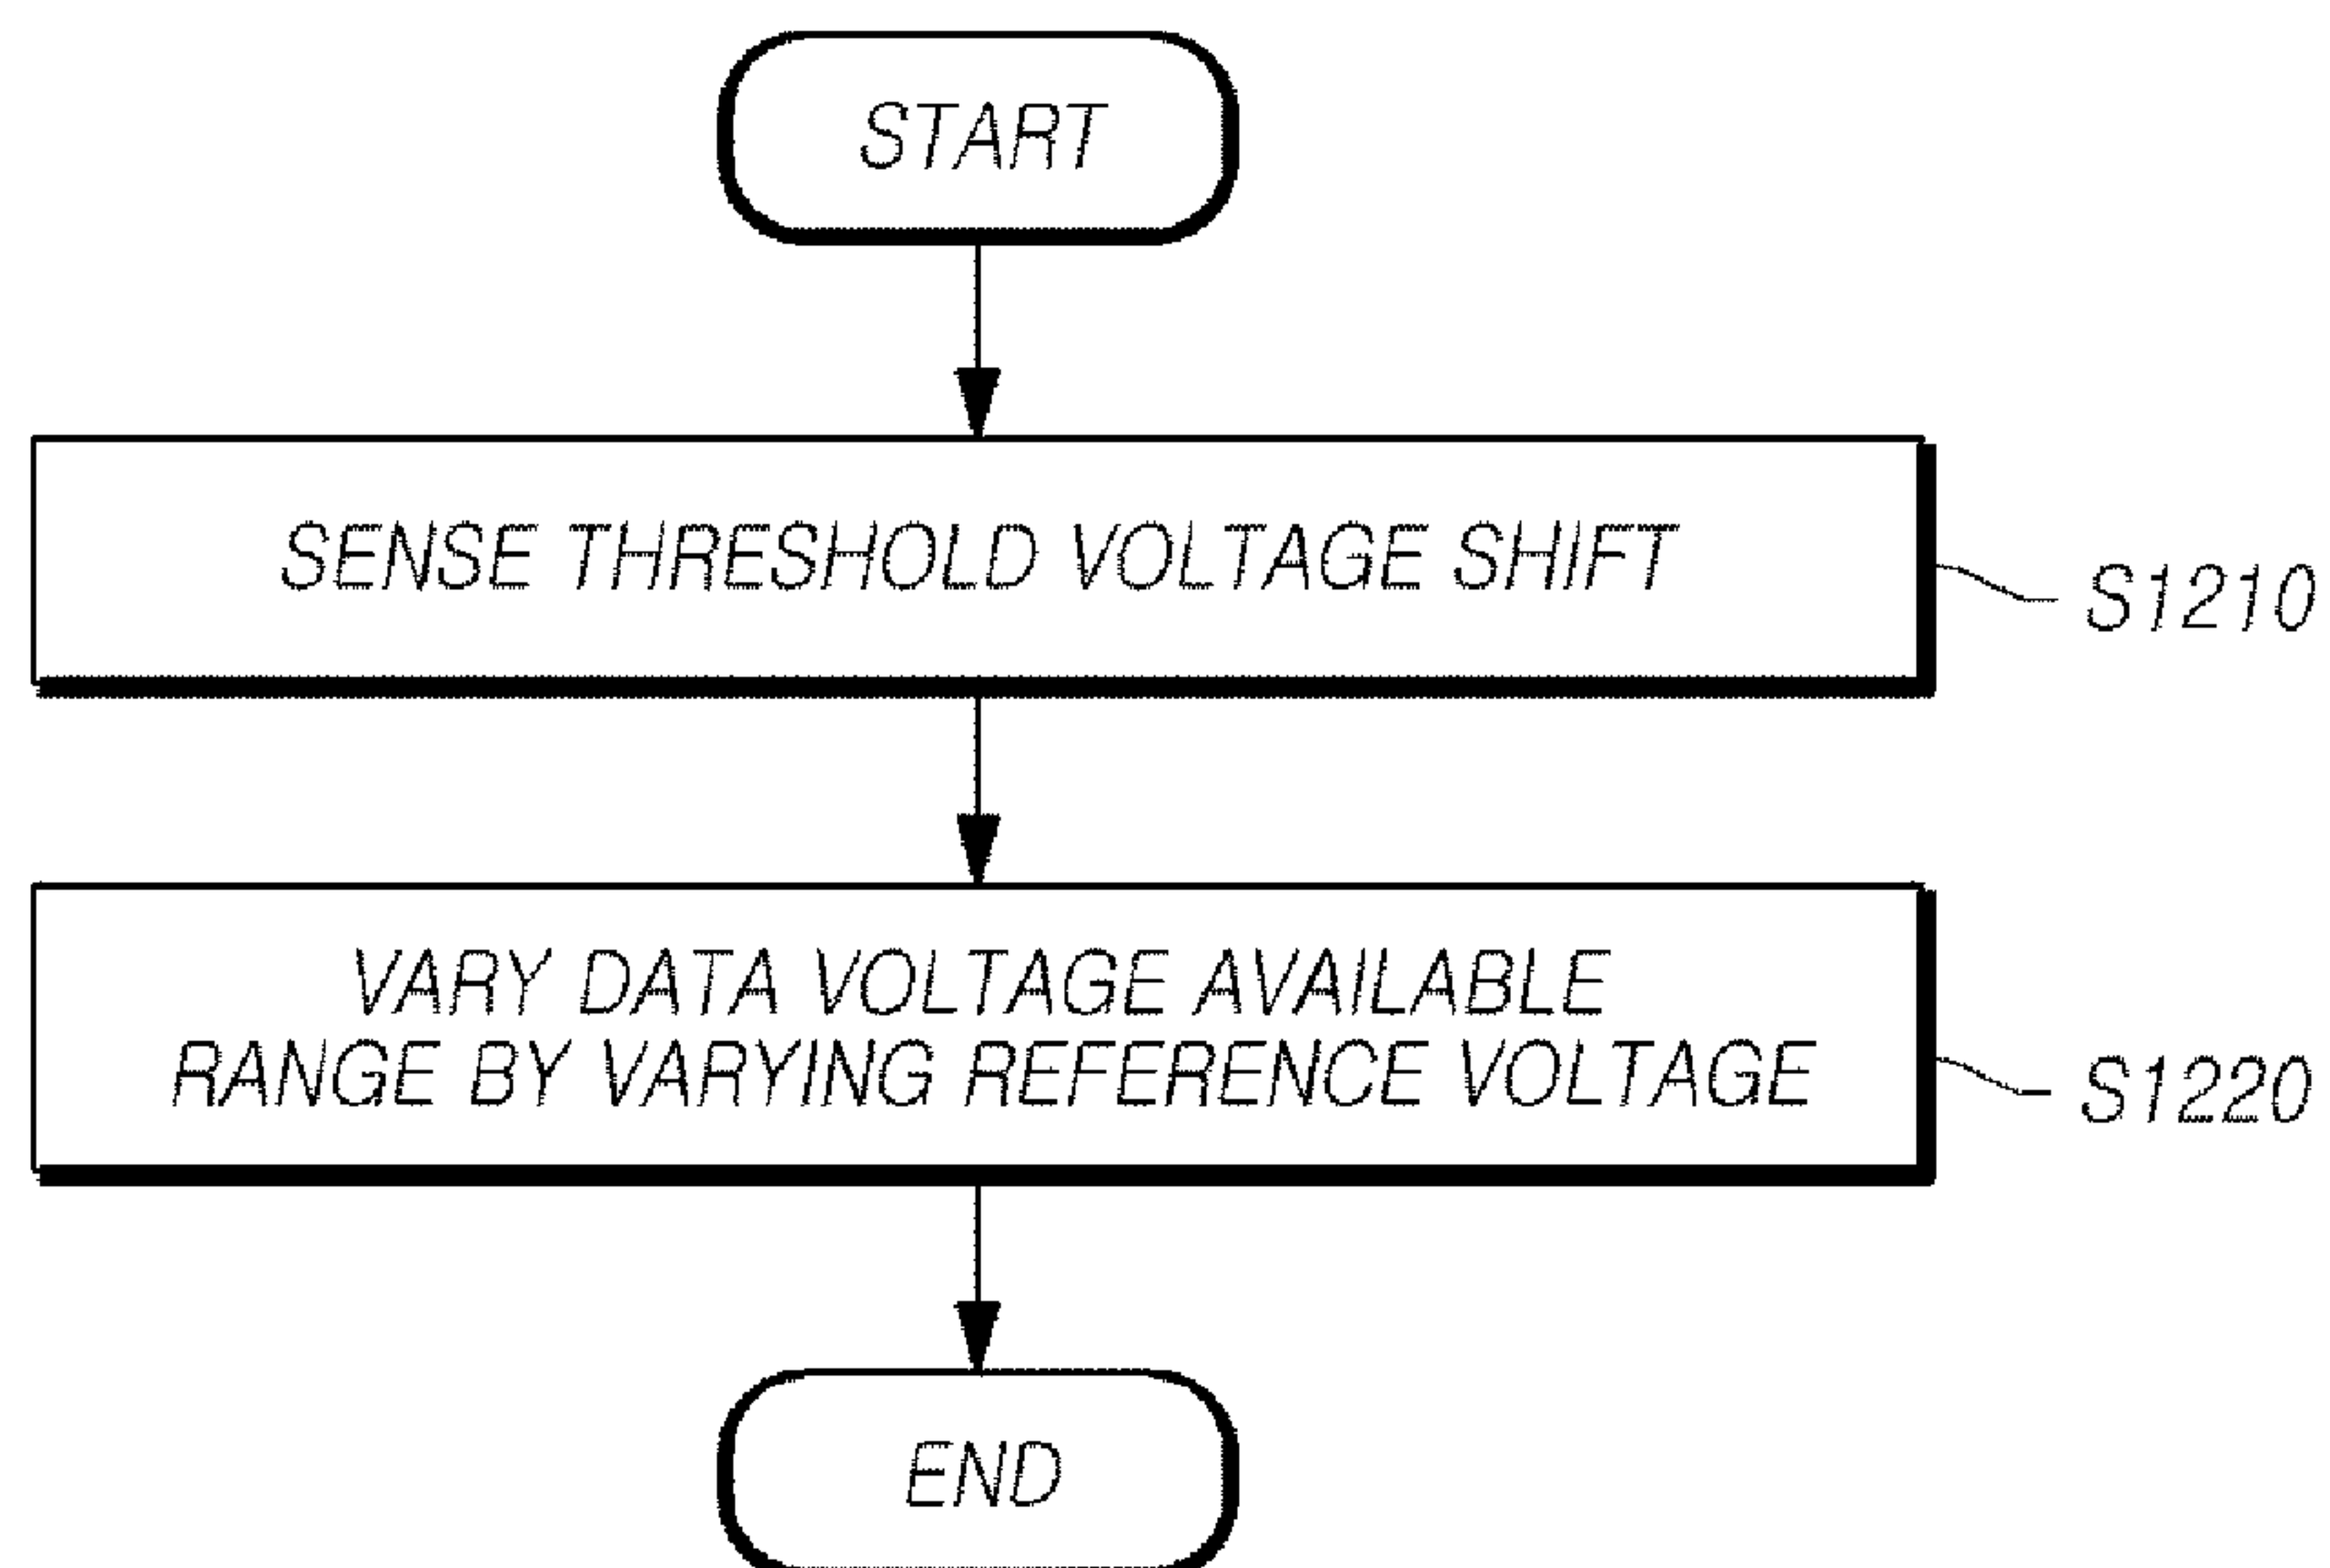 START
SENSE THRESHOLD VOLTAGE SHIFT
S1210
VARY DATA VOLTAGE AVAILABLE
RANGE BY VARYING REFERENCE VOLTAGE
S1220
END